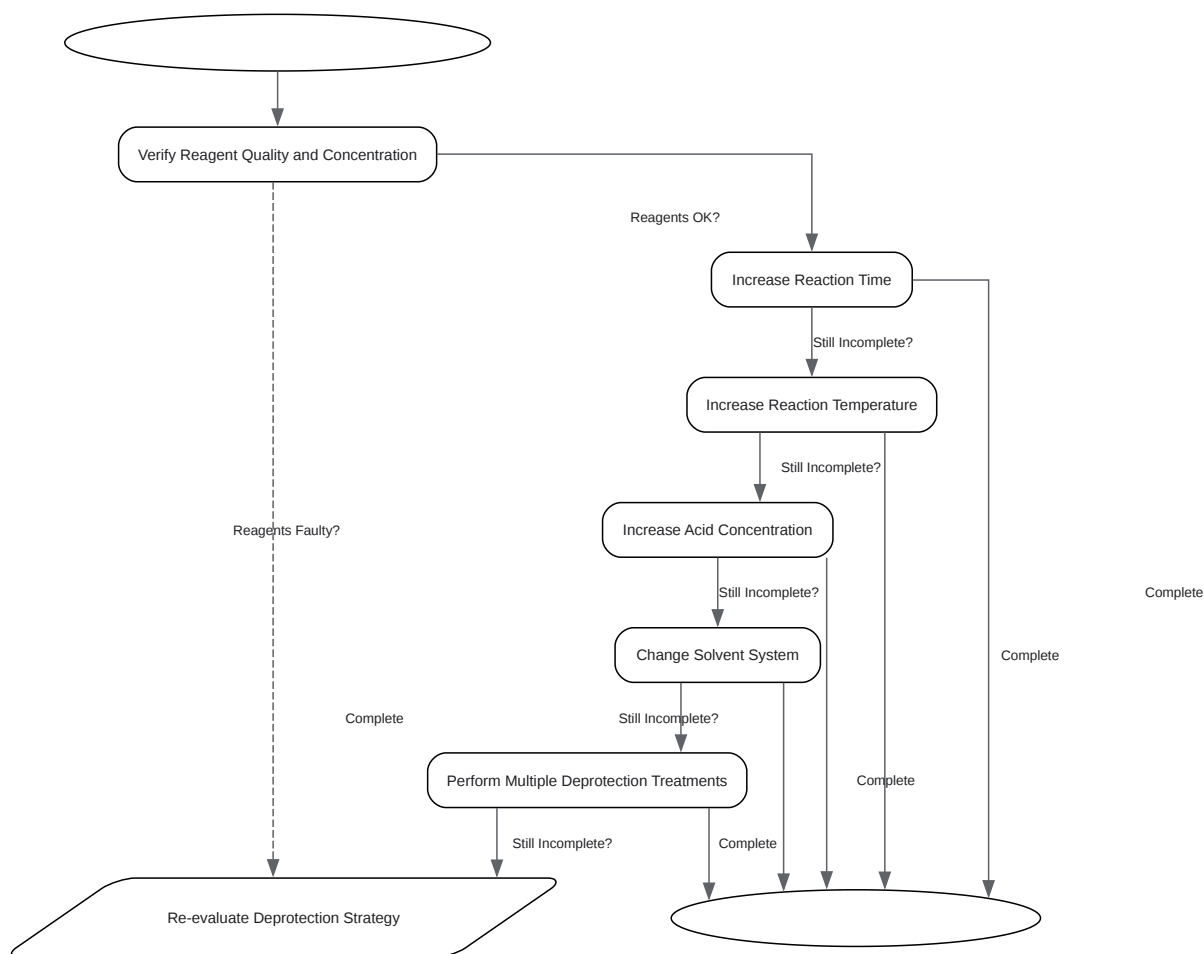 Verify Reagent Quality and Concentration
Reagents OK?
Increase Reaction Time
Still Incomplete?
Increase Reaction Temperature
Still Incomplete?
Increase Acid Concentration
Reagents Faulty?
Still Incomplete?
Complete
Change Solvent System
Complete
Complete
Still Incomplete?
Perform Multiple Deprotection Treatments
Complete
Still Incomplete?
Complete
Re-evaluate Deprotection Strategy